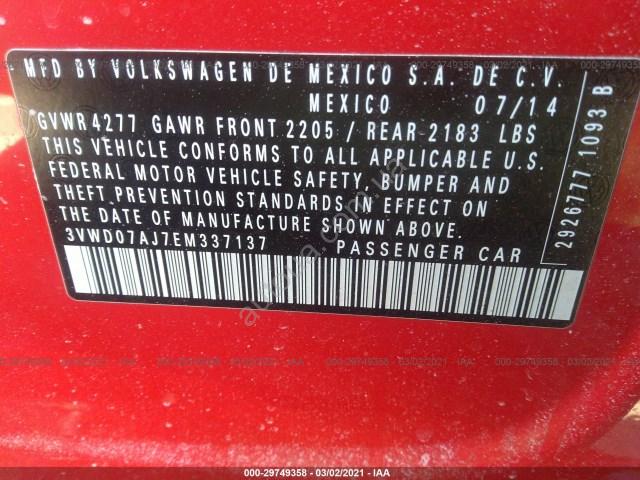 MFD BY VOLKSWAGEN DE MEXICO S.A. DE C.V.
MEXICO 07/14
GVWR 4277 GAWR FRONT 2205 / REAR 2183 LBS
THIS VEHICLE CONFORMS TO ALL APPLICABLE U.S.
FEDERAL MOTOR VEHICLE SAFETY, BUMPER AND
THEFT PREVENTION STANDARDS IN EFFECT ON
THE DATE OF MANUFACTURE SHOWN ABOVE.
3VWD07AJ7EM337137 PASSENGER CAR
2926777 1093 B
000-29749358 - 03/02/2021 - IAA